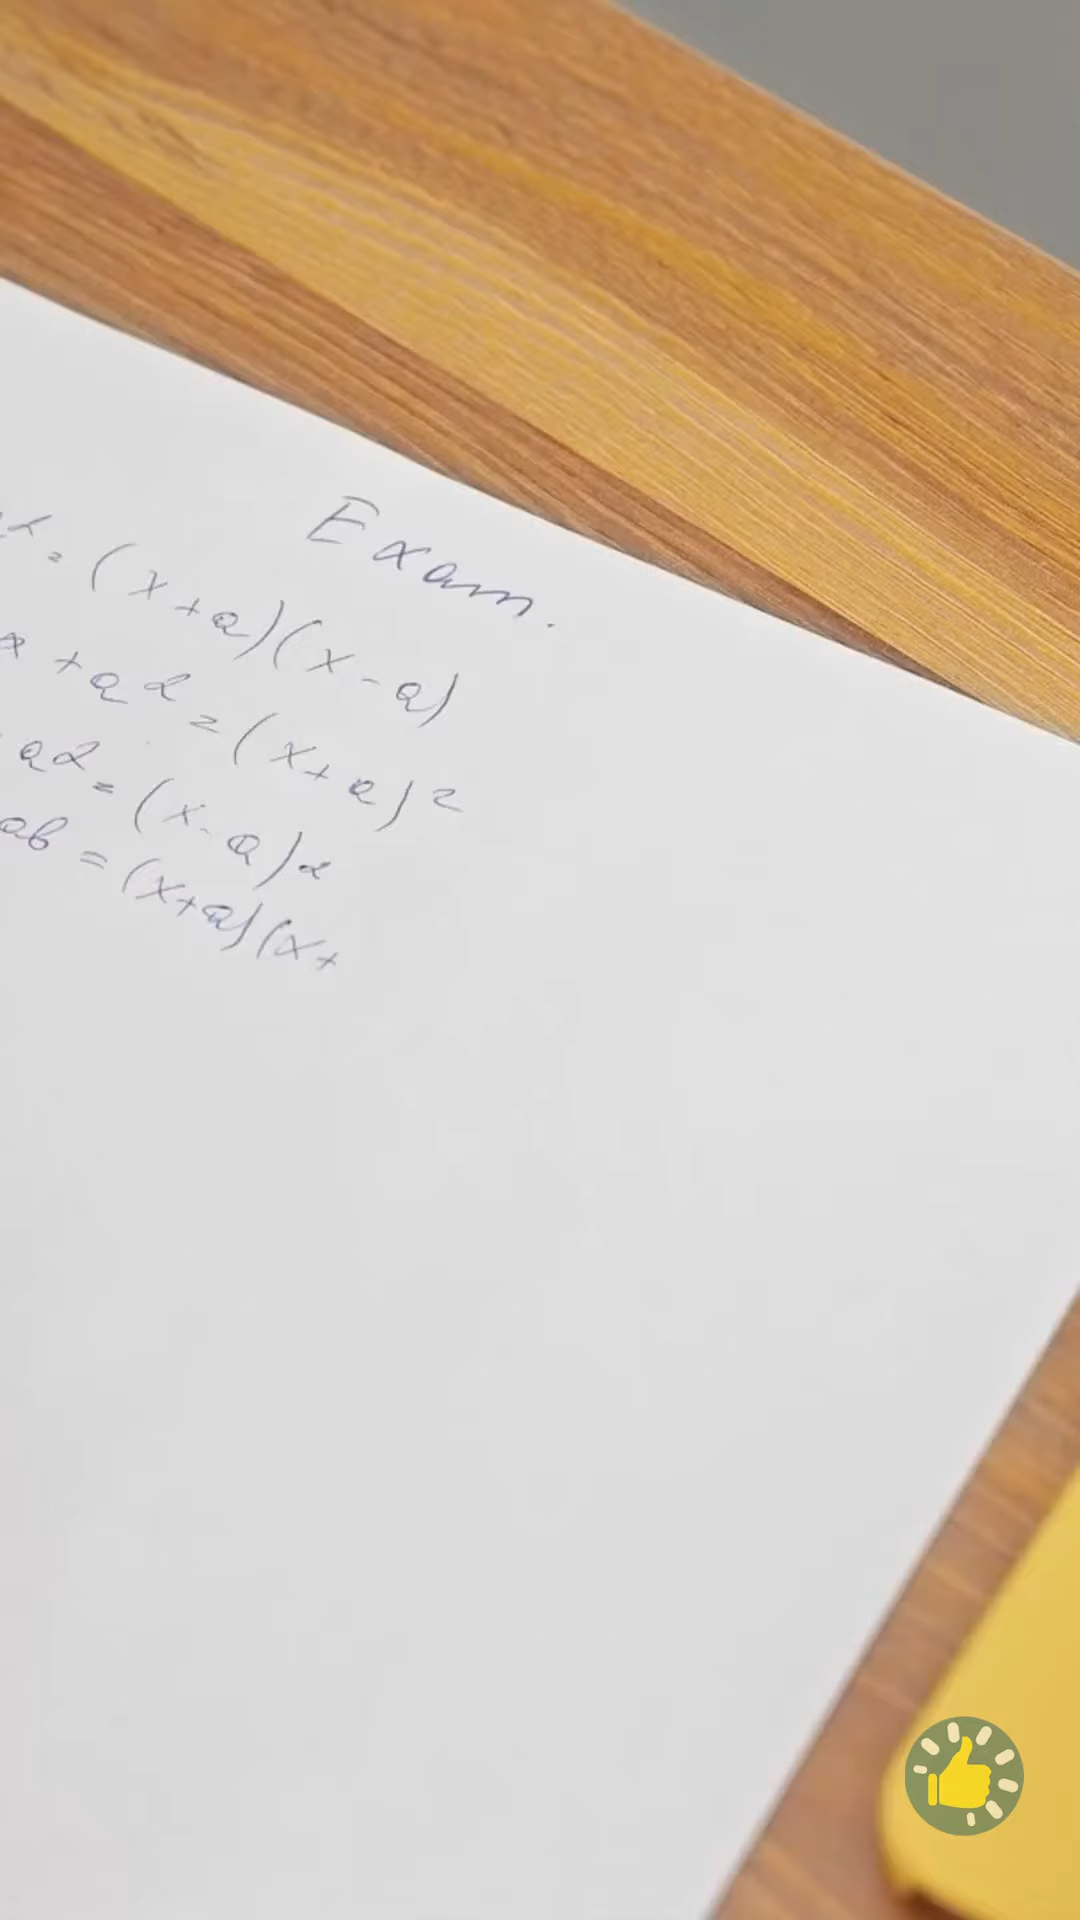 Exam.
= (x+a)(x-a)
x + a2 = (x+a)2
a2 = (x-a)2
ab = (x+a)(x+